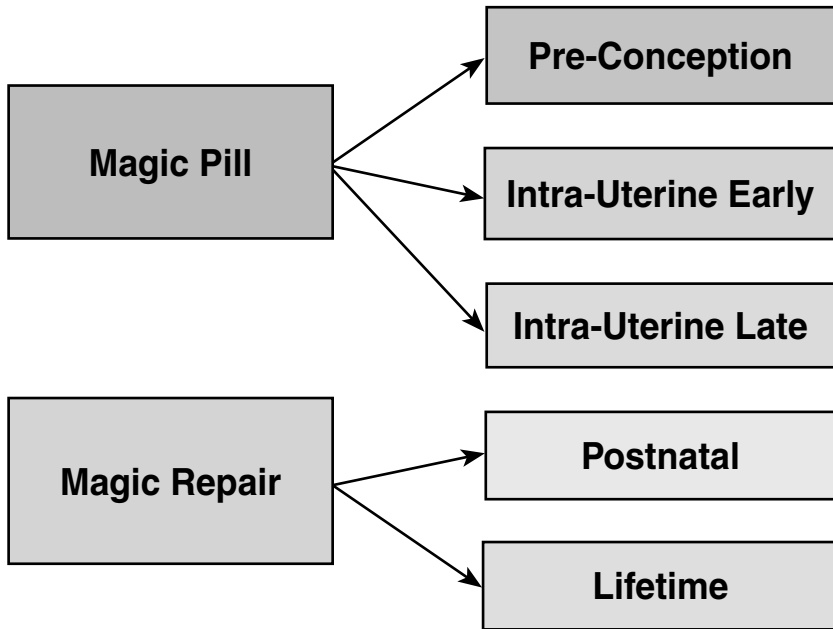 Pre-Conception
Magic Pill
Intra-Uterine Early
Intra-Uterine Late
Magic Repair
Postnatal
Lifetime